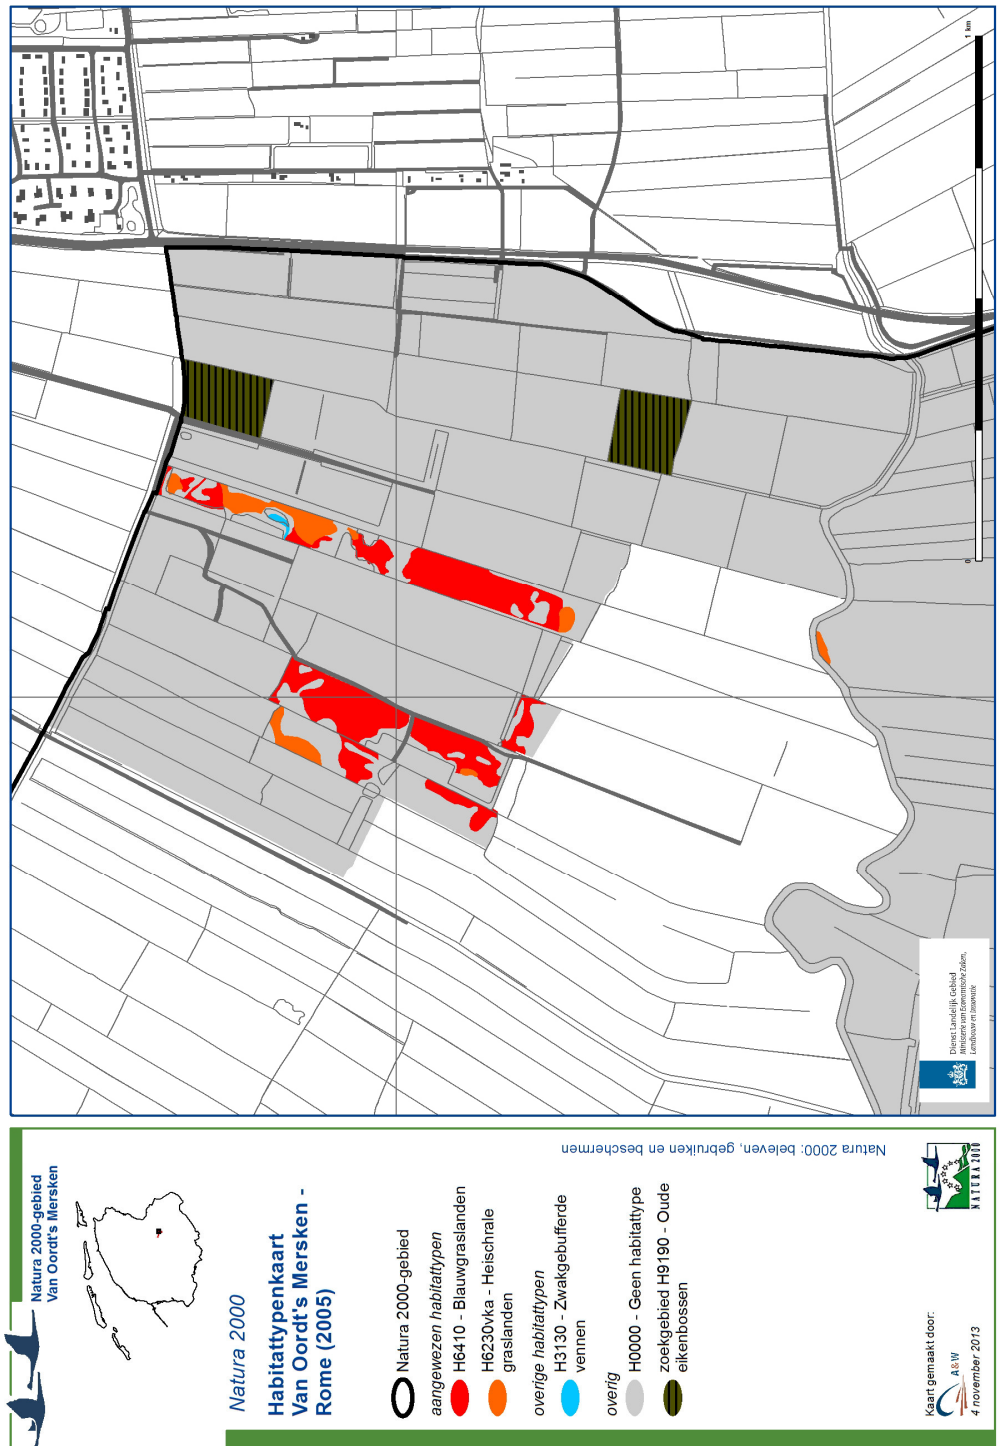 Natura 2000-gebied
Van Oordt's Mersken
Natura 2000
Habitattypenkaart
Van Oordt's Mersken -
Rome (2005)
Natura 2000-gebied
aangewezen habitattypen
H6410 - Blauwgraslanden
H6230vka - Heischrale
graslanden
overige habitattypen
H3130 - Zwakgebufferde
vennen
overig
H0000 - Geen habitattype
zoekgebied H9190 - Oude
eikenbossen
Kaart gemaakt door:
A&W
4 november 2013
NATURA 2000
Natura 2000: beleven, gebruiken en beschermen
Dienst Landelijk Gebied
Ministerie van Economische Zaken,
Landbouw en Innovatie
0
1 km